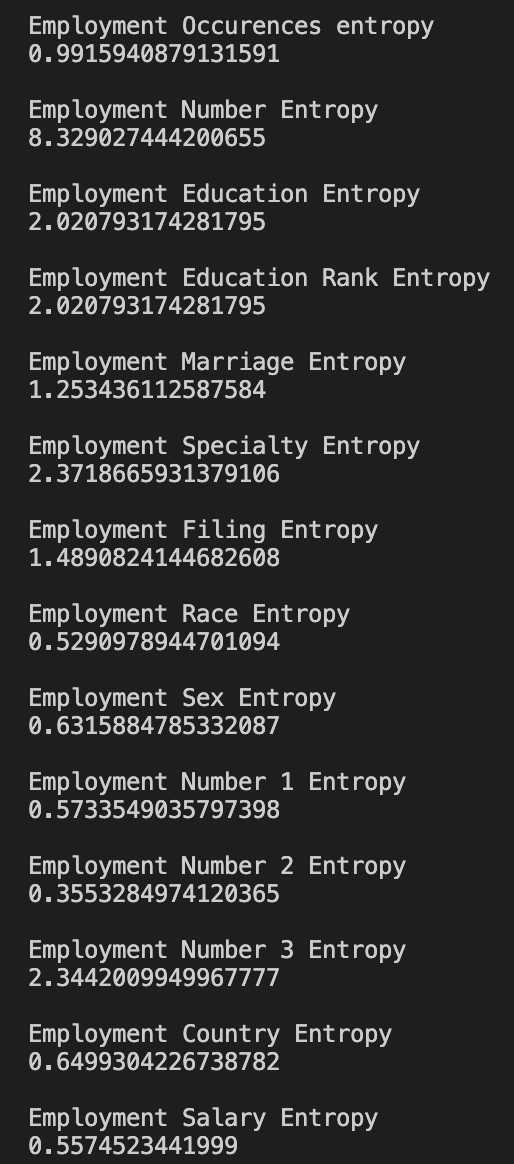 Employment Occurences entropy
0.9915940879131591
Employment Number Entropy
8.329027444200655
Employment Education Entropy
2.020793174281795
Employment Education Rank Entropy
2.020793174281795
Employment Marriage Entropy
1.253436112587584
Employment Specialty Entropy
2.3718665931379106
Employment Filing Entropy
1.4890824144682608
Employment Race Entropy
0.5290978944701094
Employment Sex Entropy
0.6315884785332087
Employment Number 1 Entropy
0.5733549035797398
Employment Number 2 Entropy
0.3553284974120365
Employment Number 3 Entropy
2.3442009949967777
Employment Country Entropy
0.6499304226738782
Employment Salary Entropy
0.5574523441999